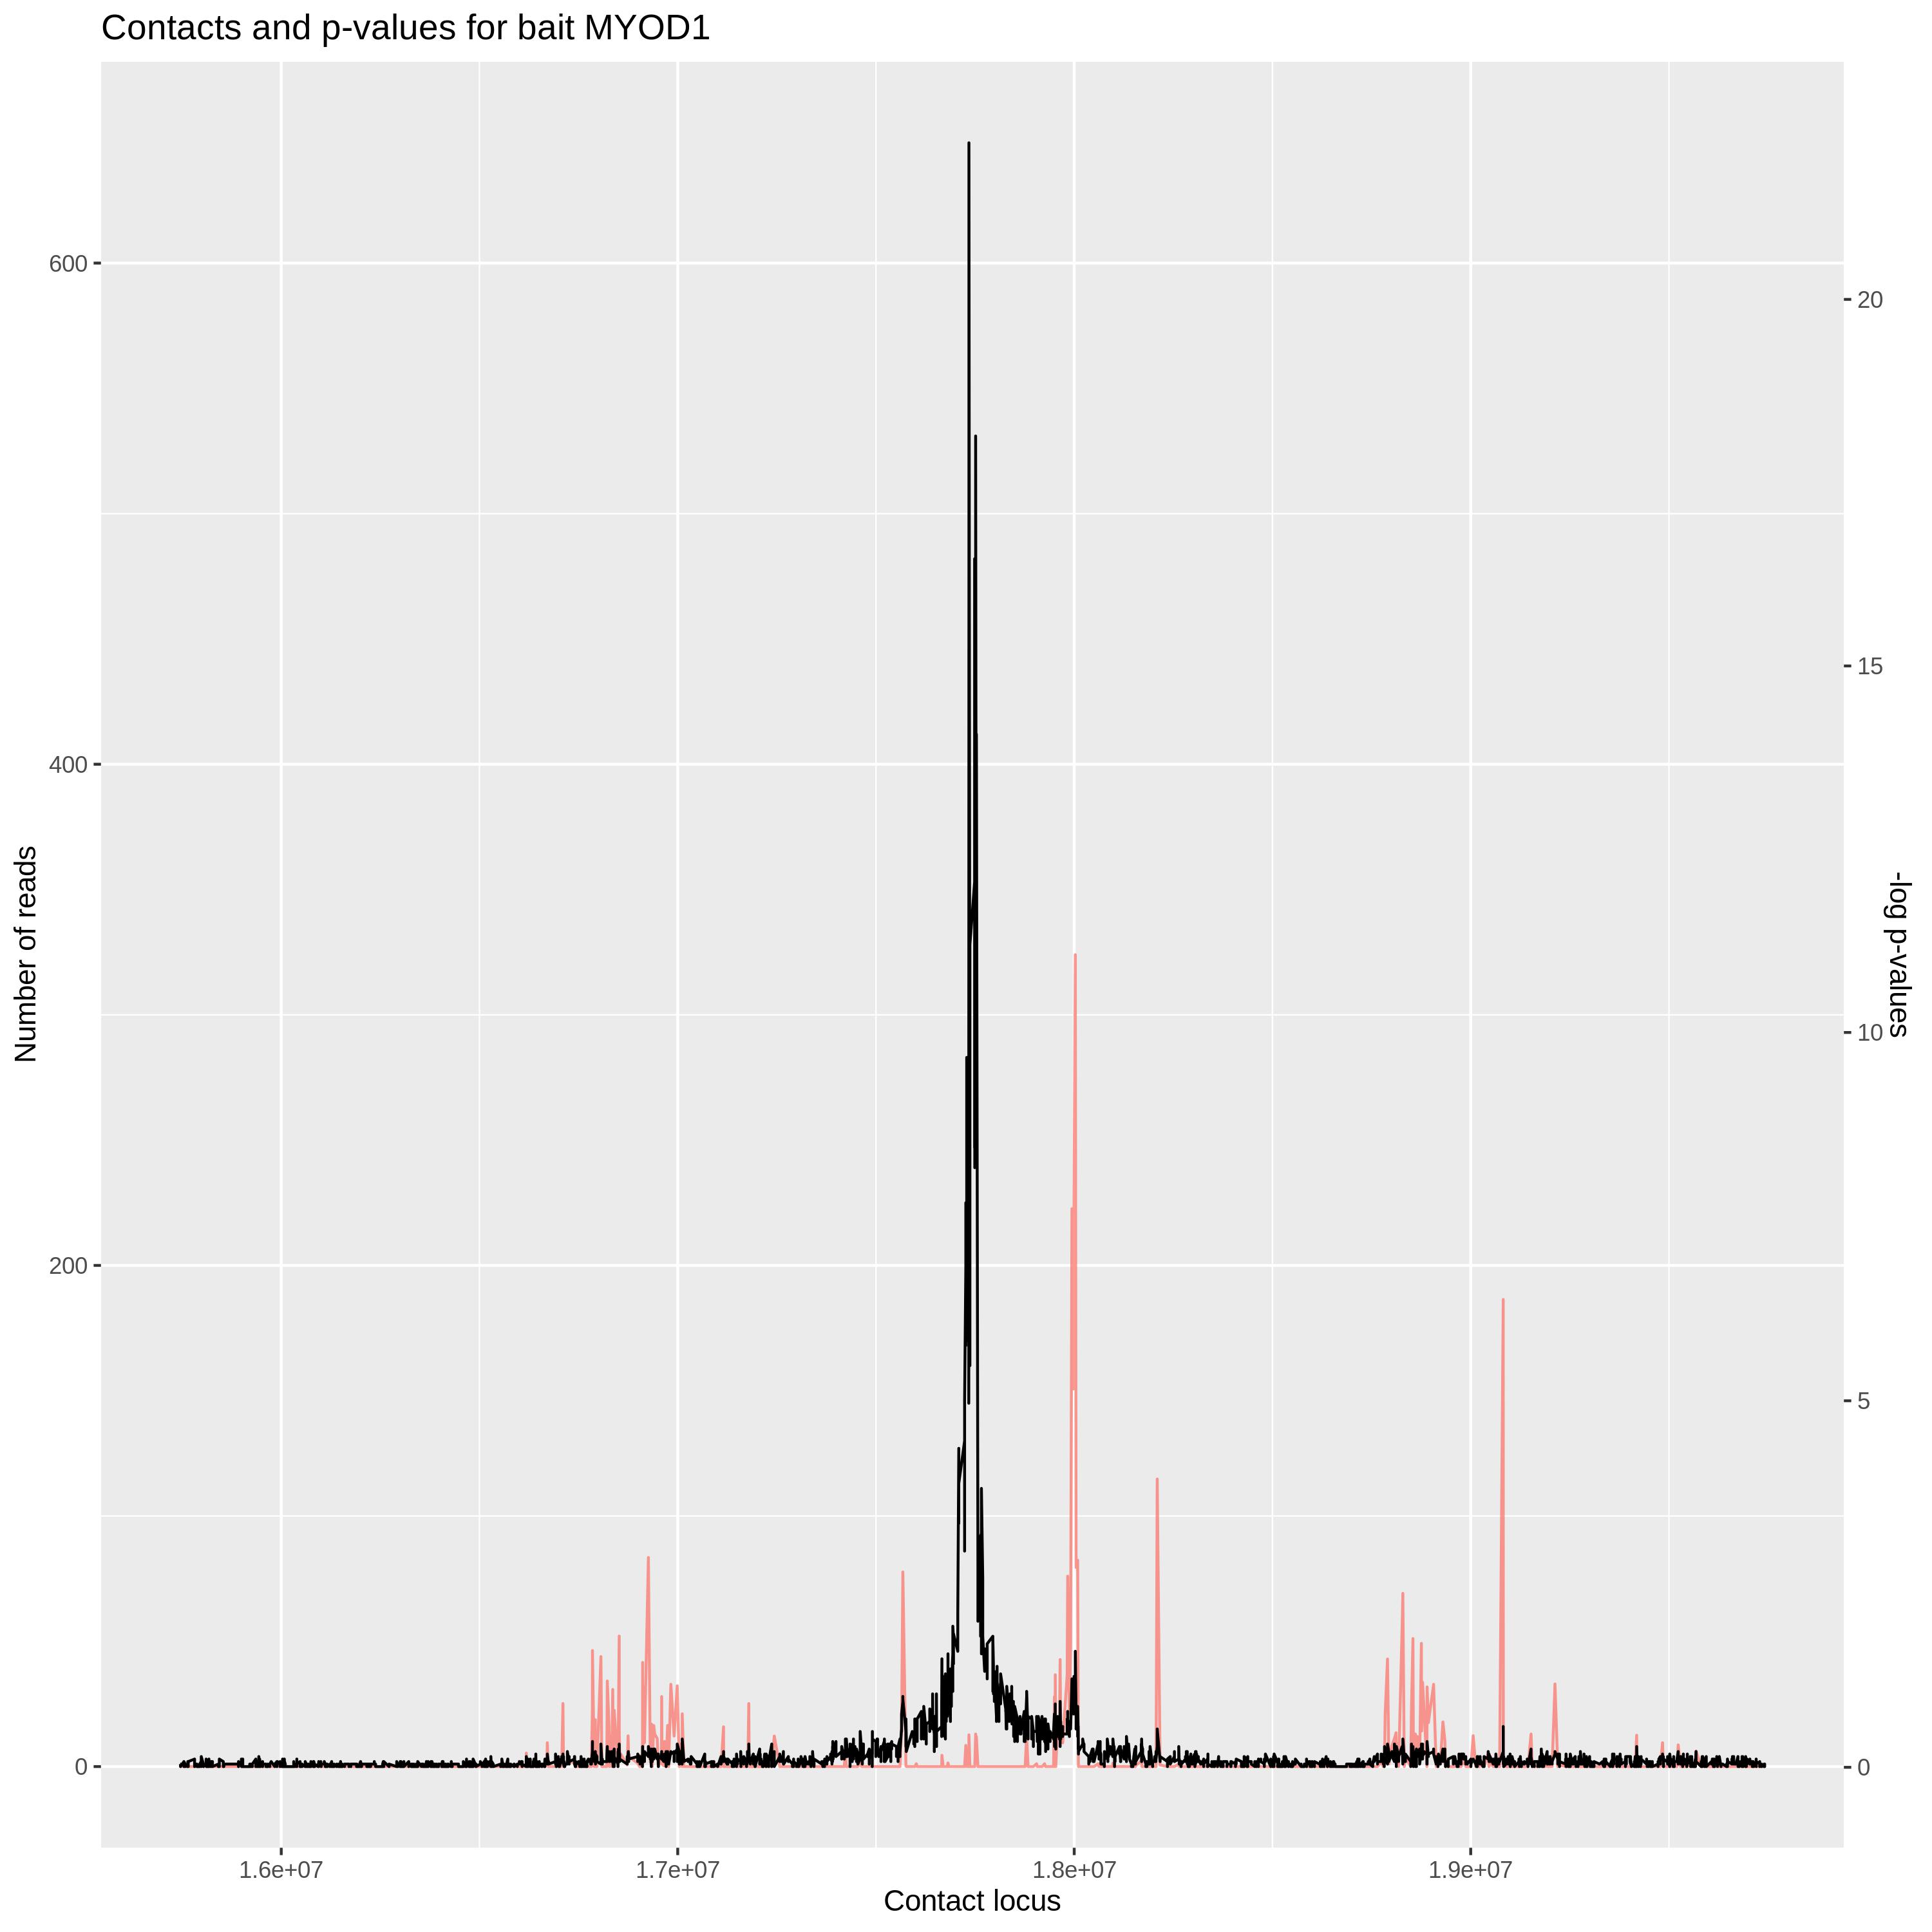 Contacts and p-values for bait MYOD1
Number of reads
600
400
200
0
20
15
10
5
0
-log p-values
1.6e+07 1.7e+07 1.8e+07 1.9e+07
Contact locus